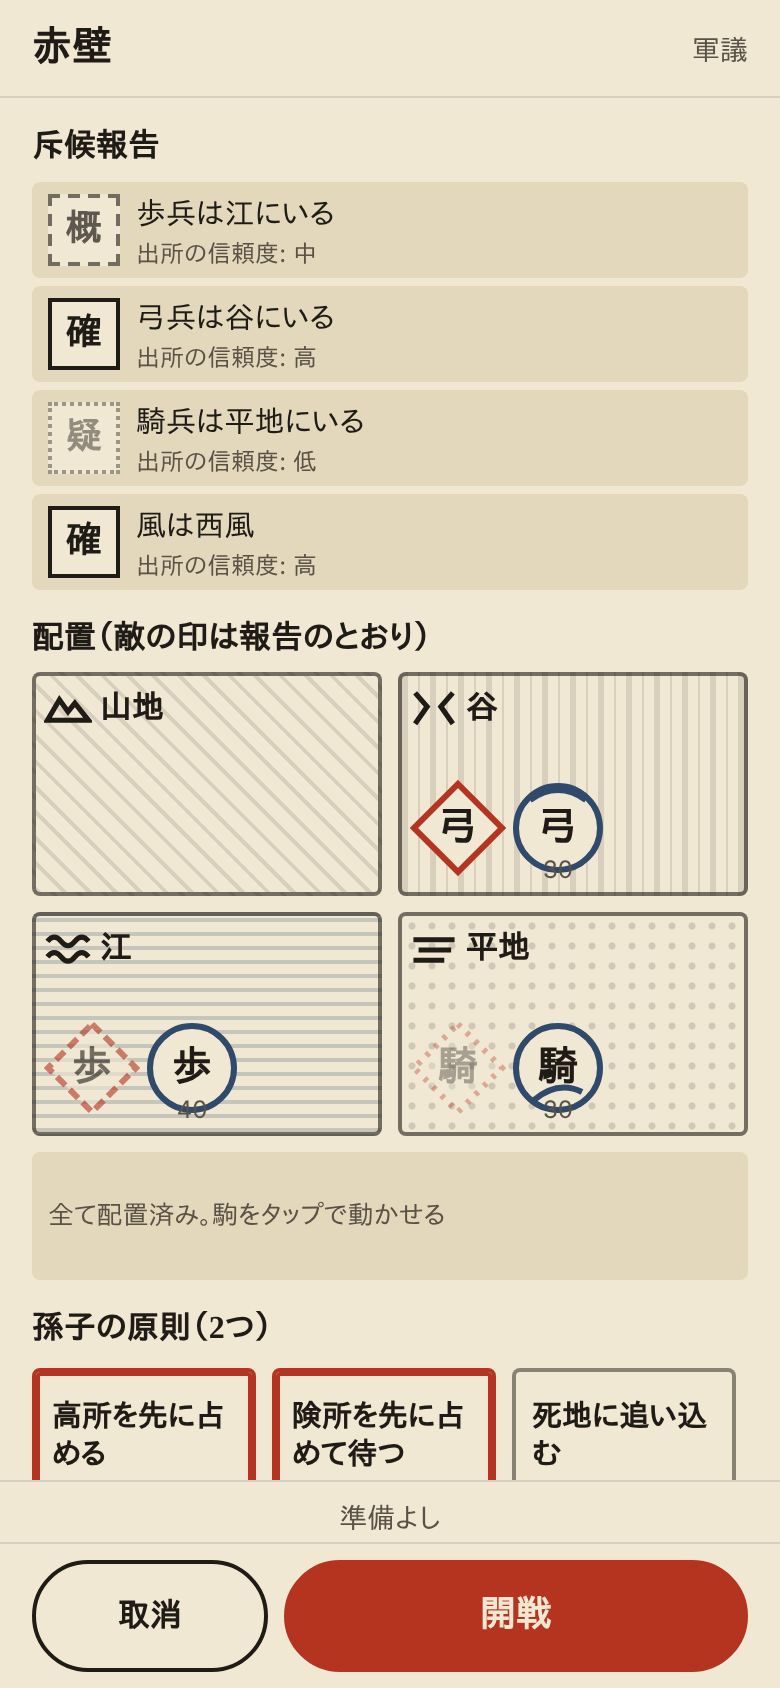 赤壁
軍議
斥候報告
概
歩兵は江にいる
出所の信頼度: 中
確
弓兵は谷にいる
出所の信頼度: 高
疑
騎兵は平地にいる
出所の信頼度: 低
確
風は西風
出所の信頼度: 高
配置(敵の印は報告のとおり)
山地
谷
弓
弓
30
江
平地
歩
歩
40
騎
騎
30
全て配置済み。駒をタップで動かせる
孫子の原則(2つ)
高所を先に占
める
険所を先に占
めて待つ
死地に追い込
む
準備よし
取消
開戦